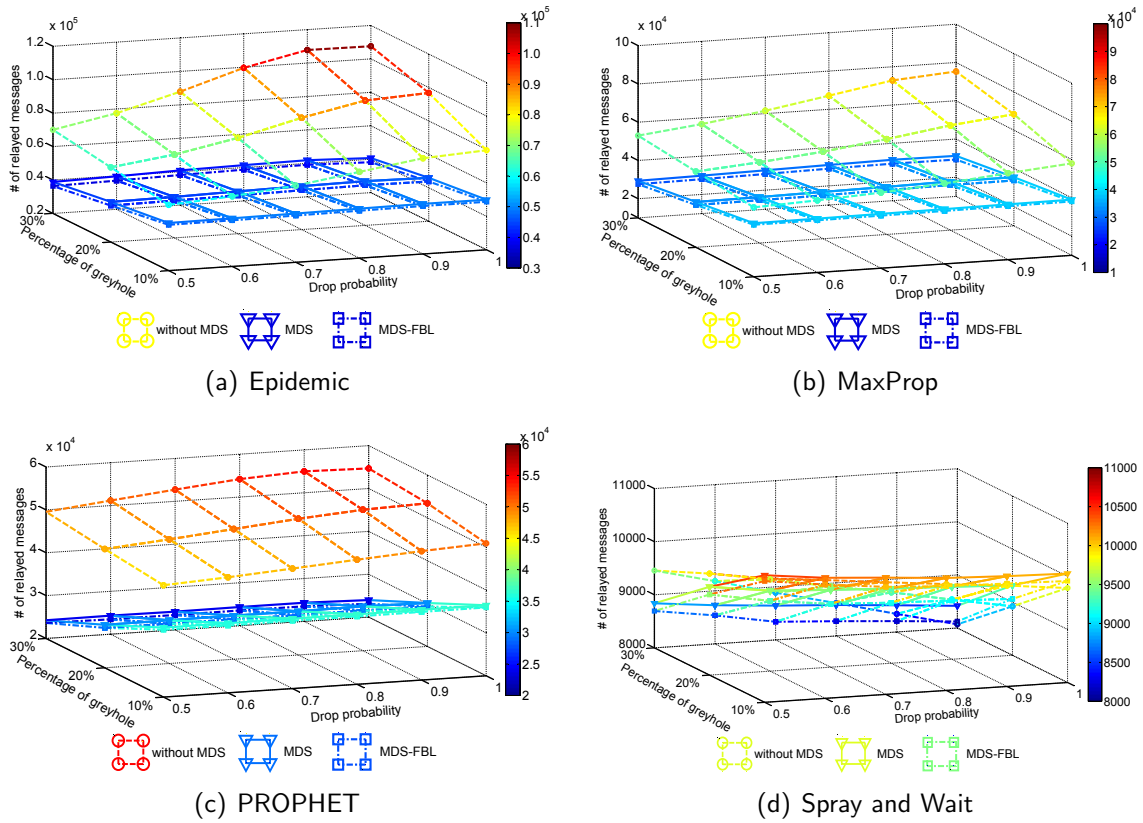 x 10^5
1.2
1.0
0.8
0.6
0.4
0.2
# of relayed messages
30%
20%
10%
Percentage of greyhole
0.5
0.6
0.7
0.8
0.9
1
Drop probability
x 10^5
1.1
1.0
0.9
0.8
0.7
0.6
0.5
0.4
0.3
without MDS
MDS
MDS-FBL
(a) Epidemic
x 10^4
10
8
6
4
20
0
# of relayed messages
30%
20%
10%
Percentage of greyhole
0.5
0.6
0.7
0.8
0.9
1
Drop probability
x 10^4
10
9
8
7
6
5
4
3
2
1
without MDS
MDS
MDS-FBL
(b) MaxProp
x 10^4
6
5
4
3
2
# of relayed messages
30%
20%
10%
Percentage of greyhole
0.5
0.6
0.7
0.8
0.9
1
Drop probability
x 10^4
6
5.5
5
4.5
4
3.5
3
2.5
2
without MDS
MDS
MDS-FBL
(c) PROPHET
11000
10000
9000
8000
# of relayed messages
30%
20%
10%
Percentage of greyhole
0.5
0.6
0.7
0.8
0.9
1
Drop probability
11000
10500
10000
9500
9000
8500
8000
without MDS
MDS
MDS-FBL
(d) Spray and Wait